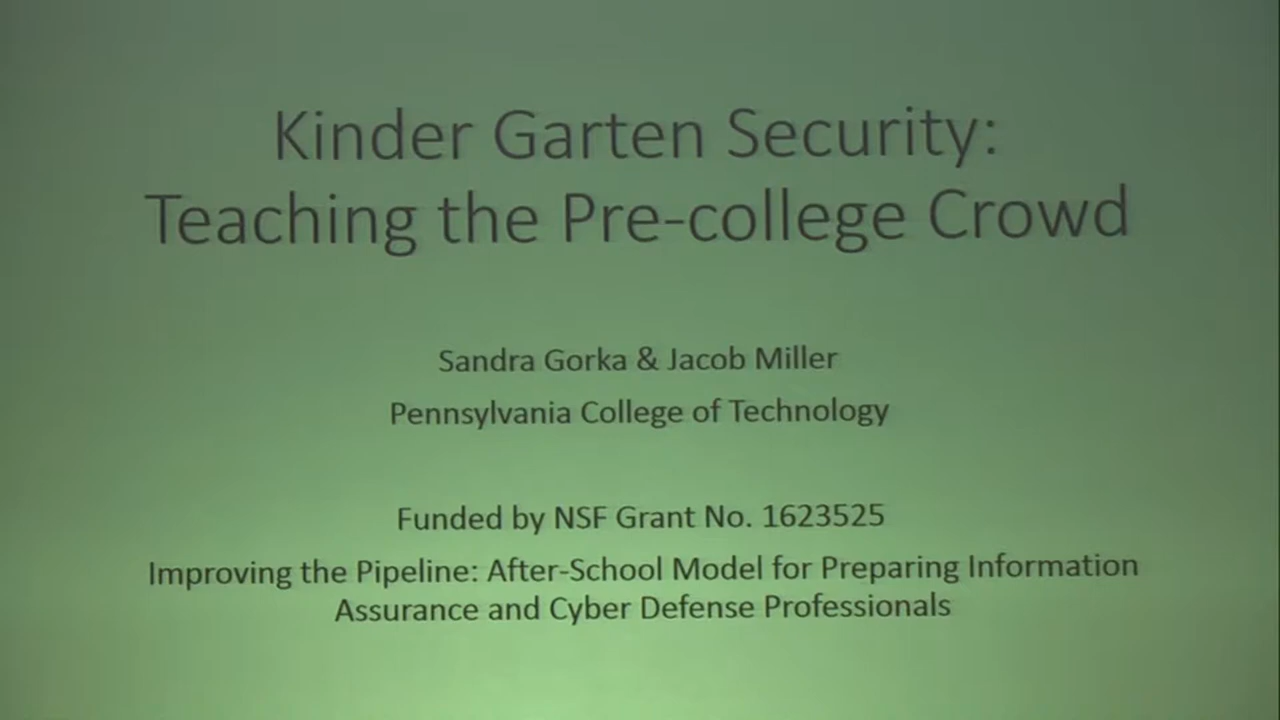 Kinder Garten Security:
Teaching the Pre-college Crowd
Sandra Gorka & Jacob Miller
Pennsylvania College of Technology
Funded by NSF Grant No. 1623525
Improving the Pipeline: After-School Model for Preparing Information
Assurance and Cyber Defense Professionals